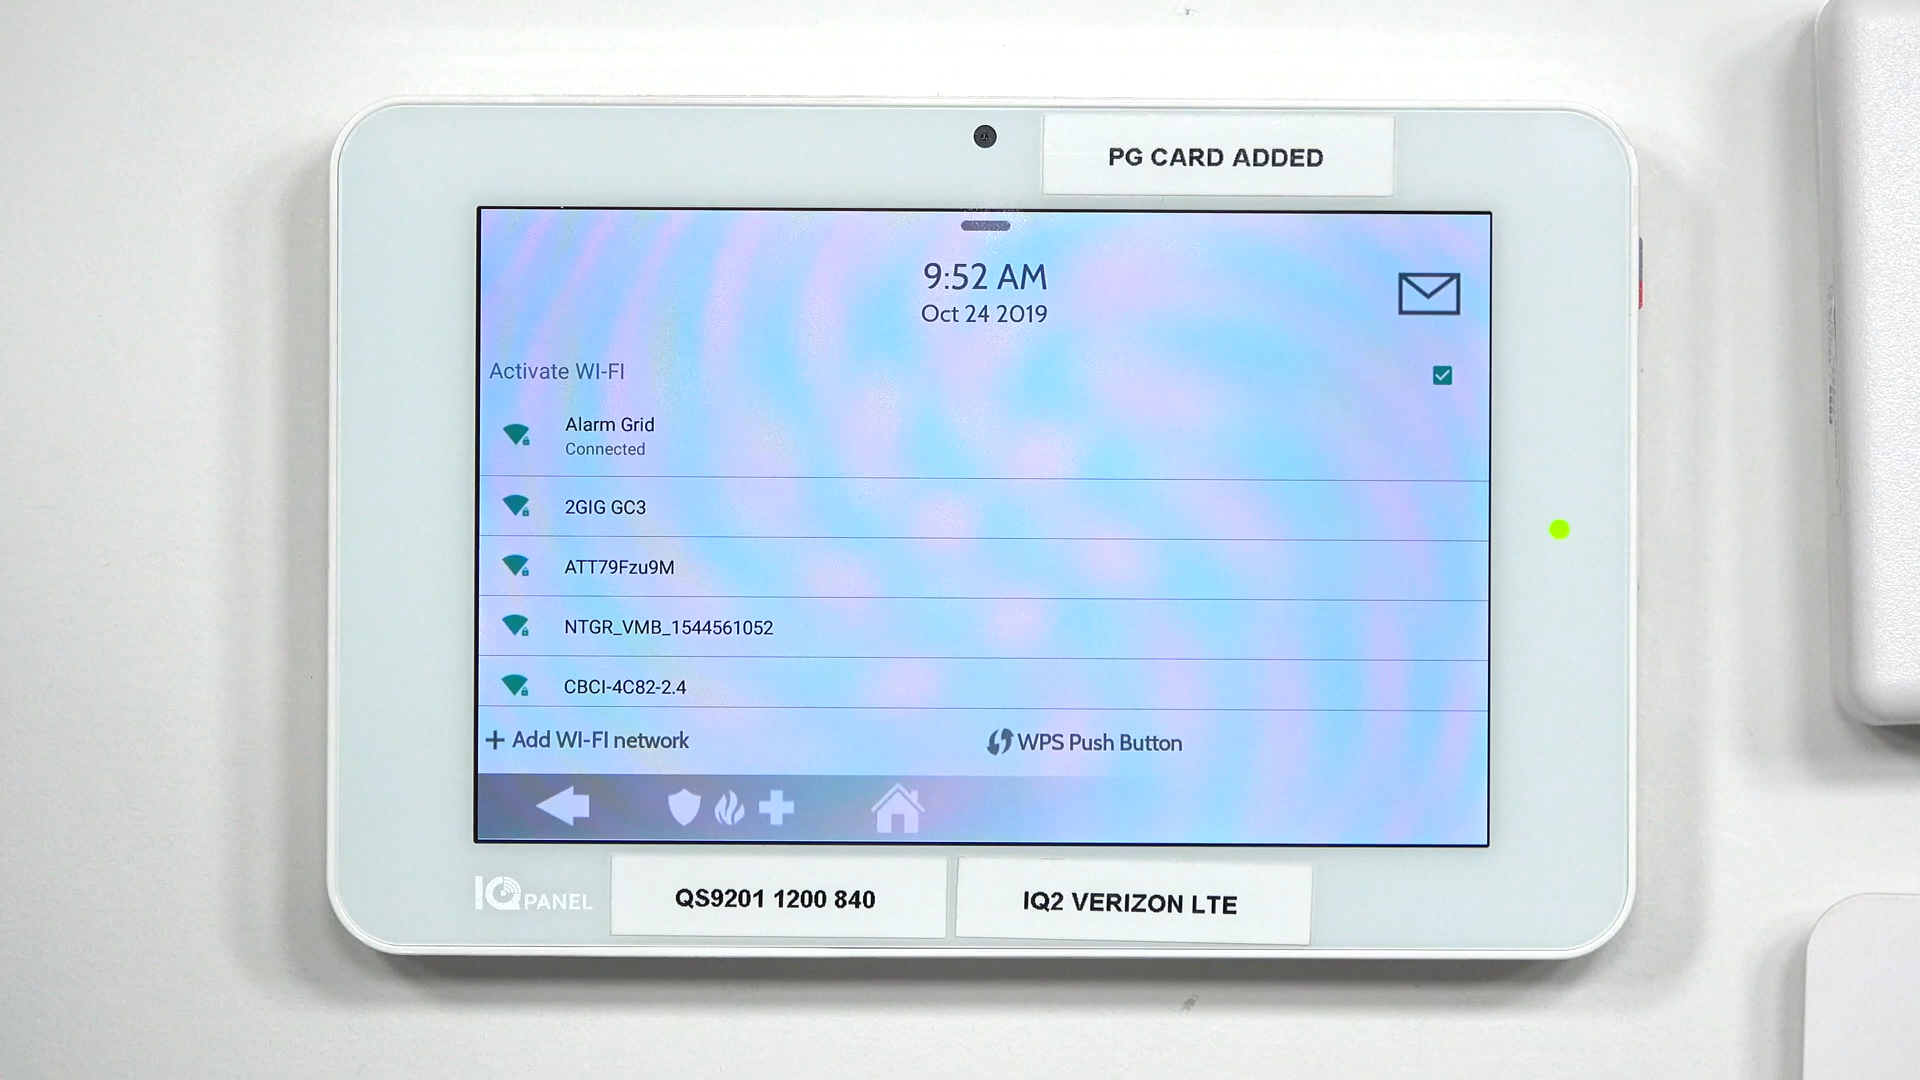 PG CARD ADDED
9:52 AM
Oct 24 2019
Activate WI-FI
Alarm Grid
Connected
2GIG GC3
ATT79Fzu9M
NTGR_VMB_1544561052
CBCI-4C82-2.4
+ Add WI-FI network
WPS Push Button
IQ PANEL
QS9201 1200 840
IQ2 VERIZON LTE